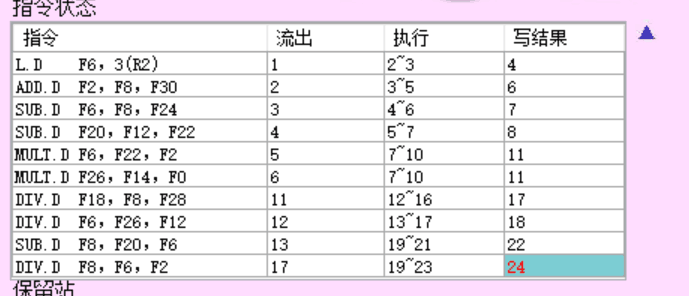 指令状态
指令 流出 执行 写结果
L.D F6, 3(R2) 1 2~3 4
ADD.D F2, F8, F30 2 3~5 6
SUB.D F6, F8, F24 3 4~6 7
SUB.D F20, F12, F22 4 5~7 8
MULT.D F6, F22, F2 5 7~10 11
MULT.D F26, F14, F0 6 7~10 11
DIV.D F18, F8, F28 11 12~16 17
DIV.D F6, F26, F12 12 13~17 18
SUB.D F8, F20, F6 13 19~21 22
DIV.D F8, F6, F2 17 19~23 24
保留站